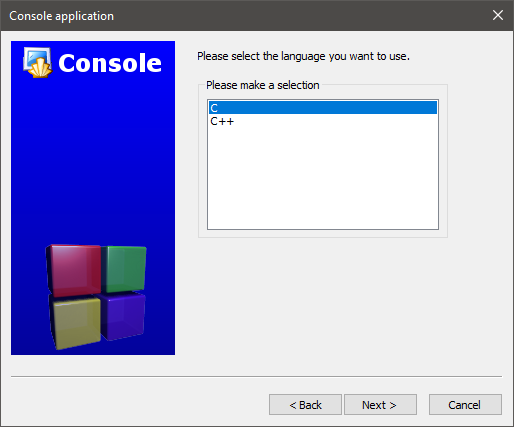 Console application
Console
Please select the language you want to use.
Please make a selection
C
C++
< Back
Next >
Cancel